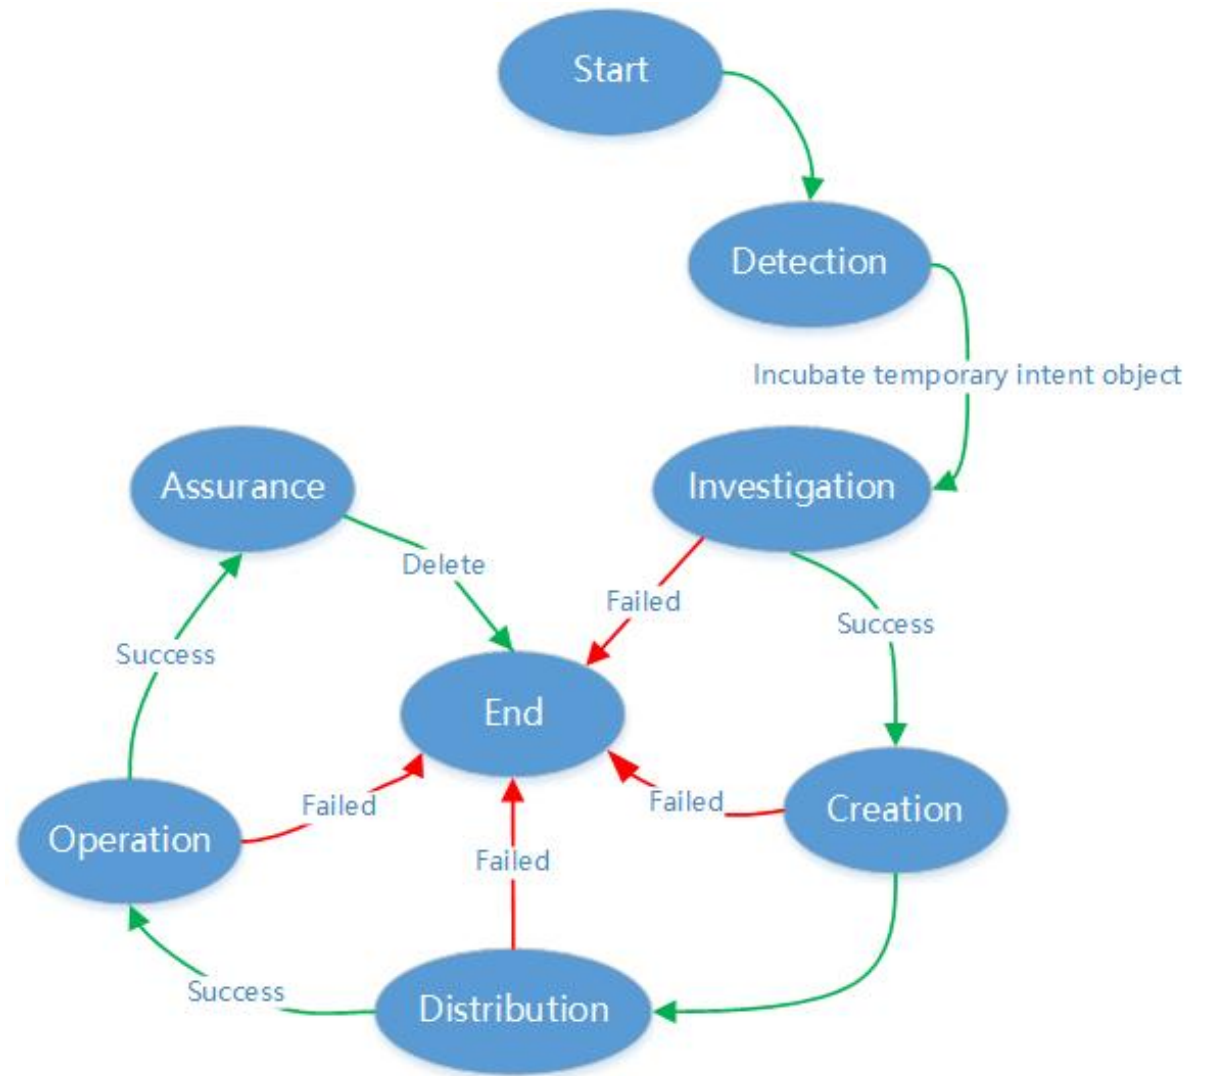 Start
Detection
Incubate temporary intent object
Assurance
Investigation
Delete
Failed
Success
Success
End
Failed
Failed
Creation
Operation
Failed
Success
Distribution